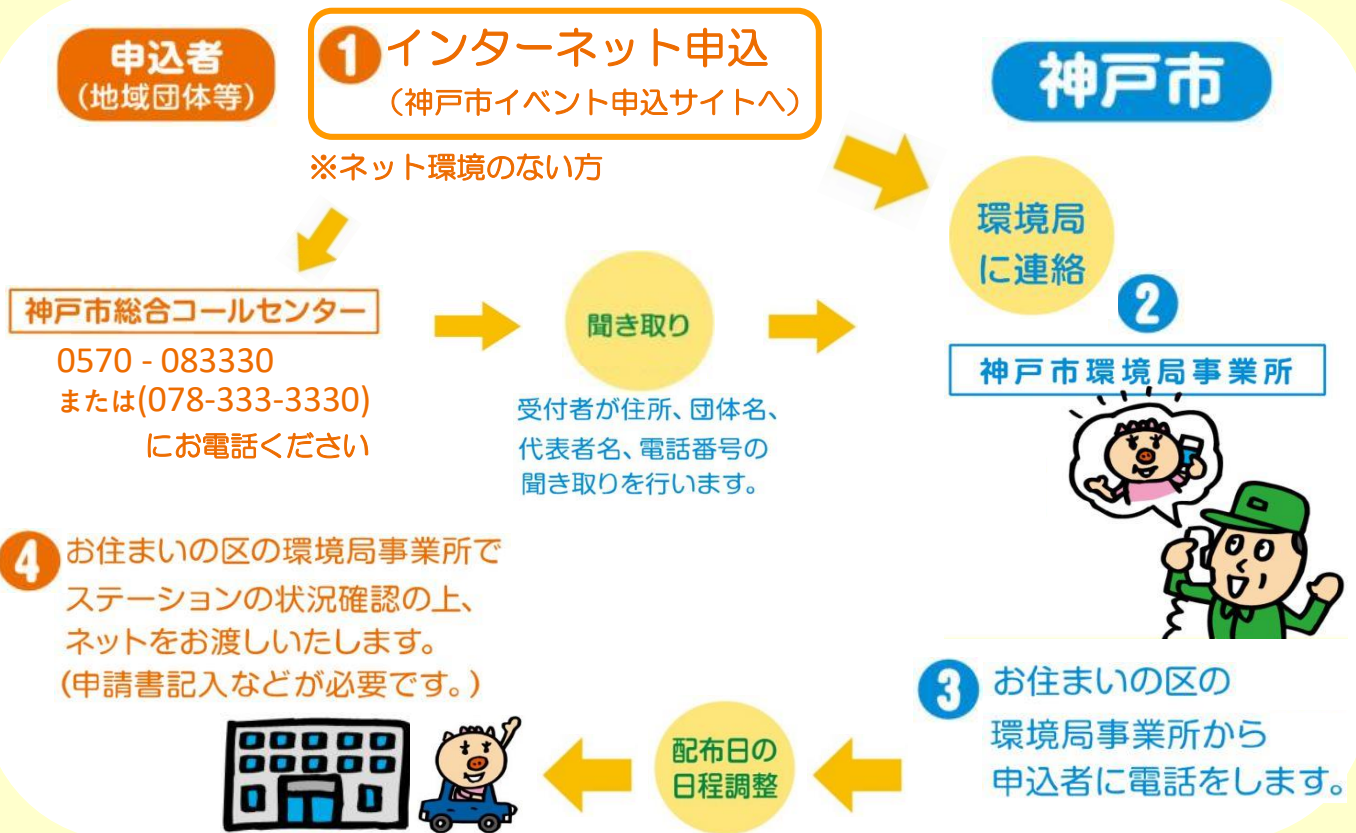 申込者
(地域団体等)
1 インターネット申込
(神戸市イベント申込サイトへ)
※ネット環境のない方
神戸市
環境局
に連絡
神戸市総合コールセンター
0570 - 083330
または(078-333-3330)
にお電話ください
聞き取り
受付者が住所、団体名、
代表者名、電話番号の
聞き取りを行います。
2
神戸市環境局事業所
3 お住まいの区の
環境局事業所から
申込者に電話をします。
配布日の
日程調整
4 お住まいの区の環境局事業所で
ステーションの状況確認の上、
ネットをお渡しいたします。
(申請書記入などが必要です。)